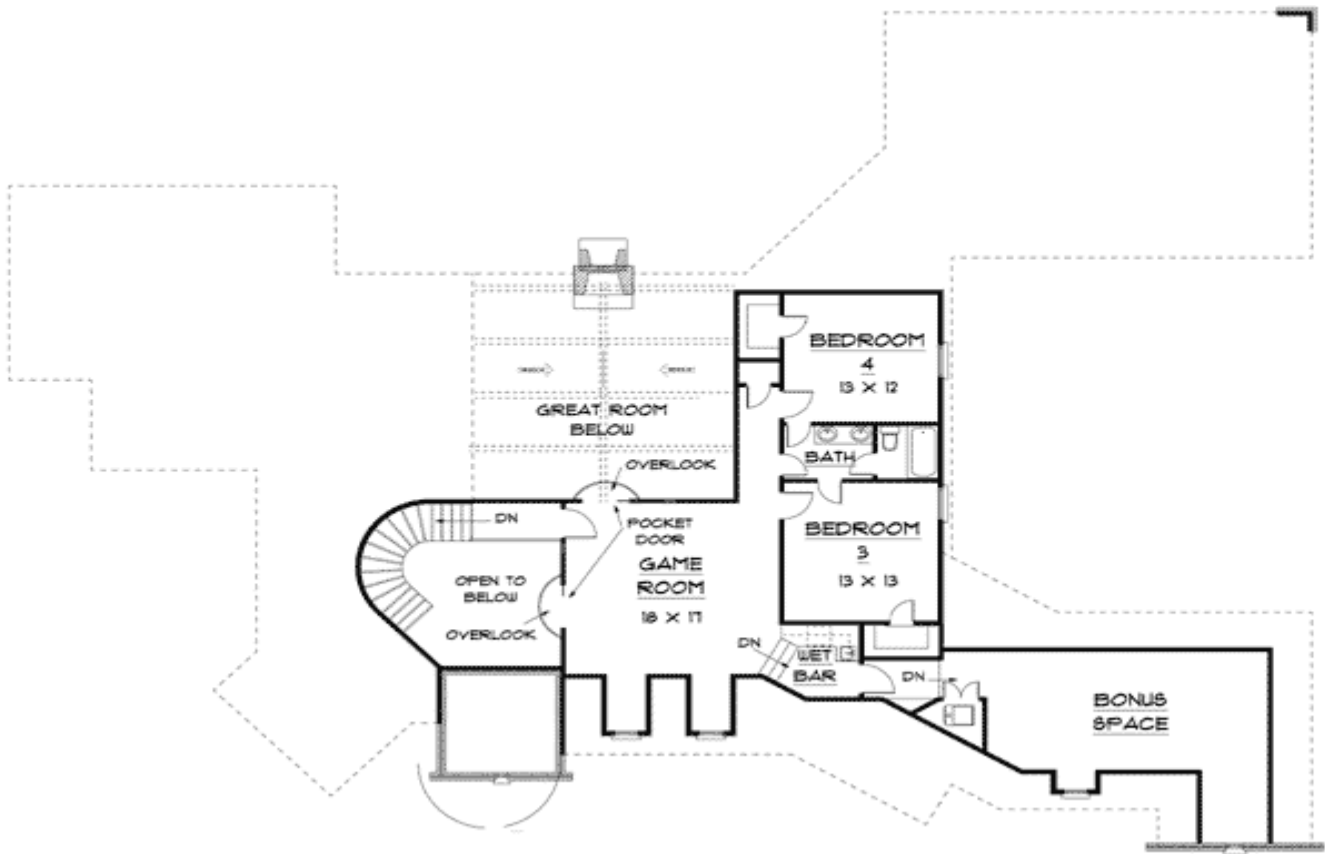 BEDROOM
4
13 X 12
GREAT ROOM
BELOW
OVERLOOK
BATH
DN
POCKET
DOOR
BEDROOM
3
13 X 13
GAME
ROOM
18 X 17
OPEN TO
BELOW
OVERLOOK
DN
WET
BAR
DN
BONUS
SPACE